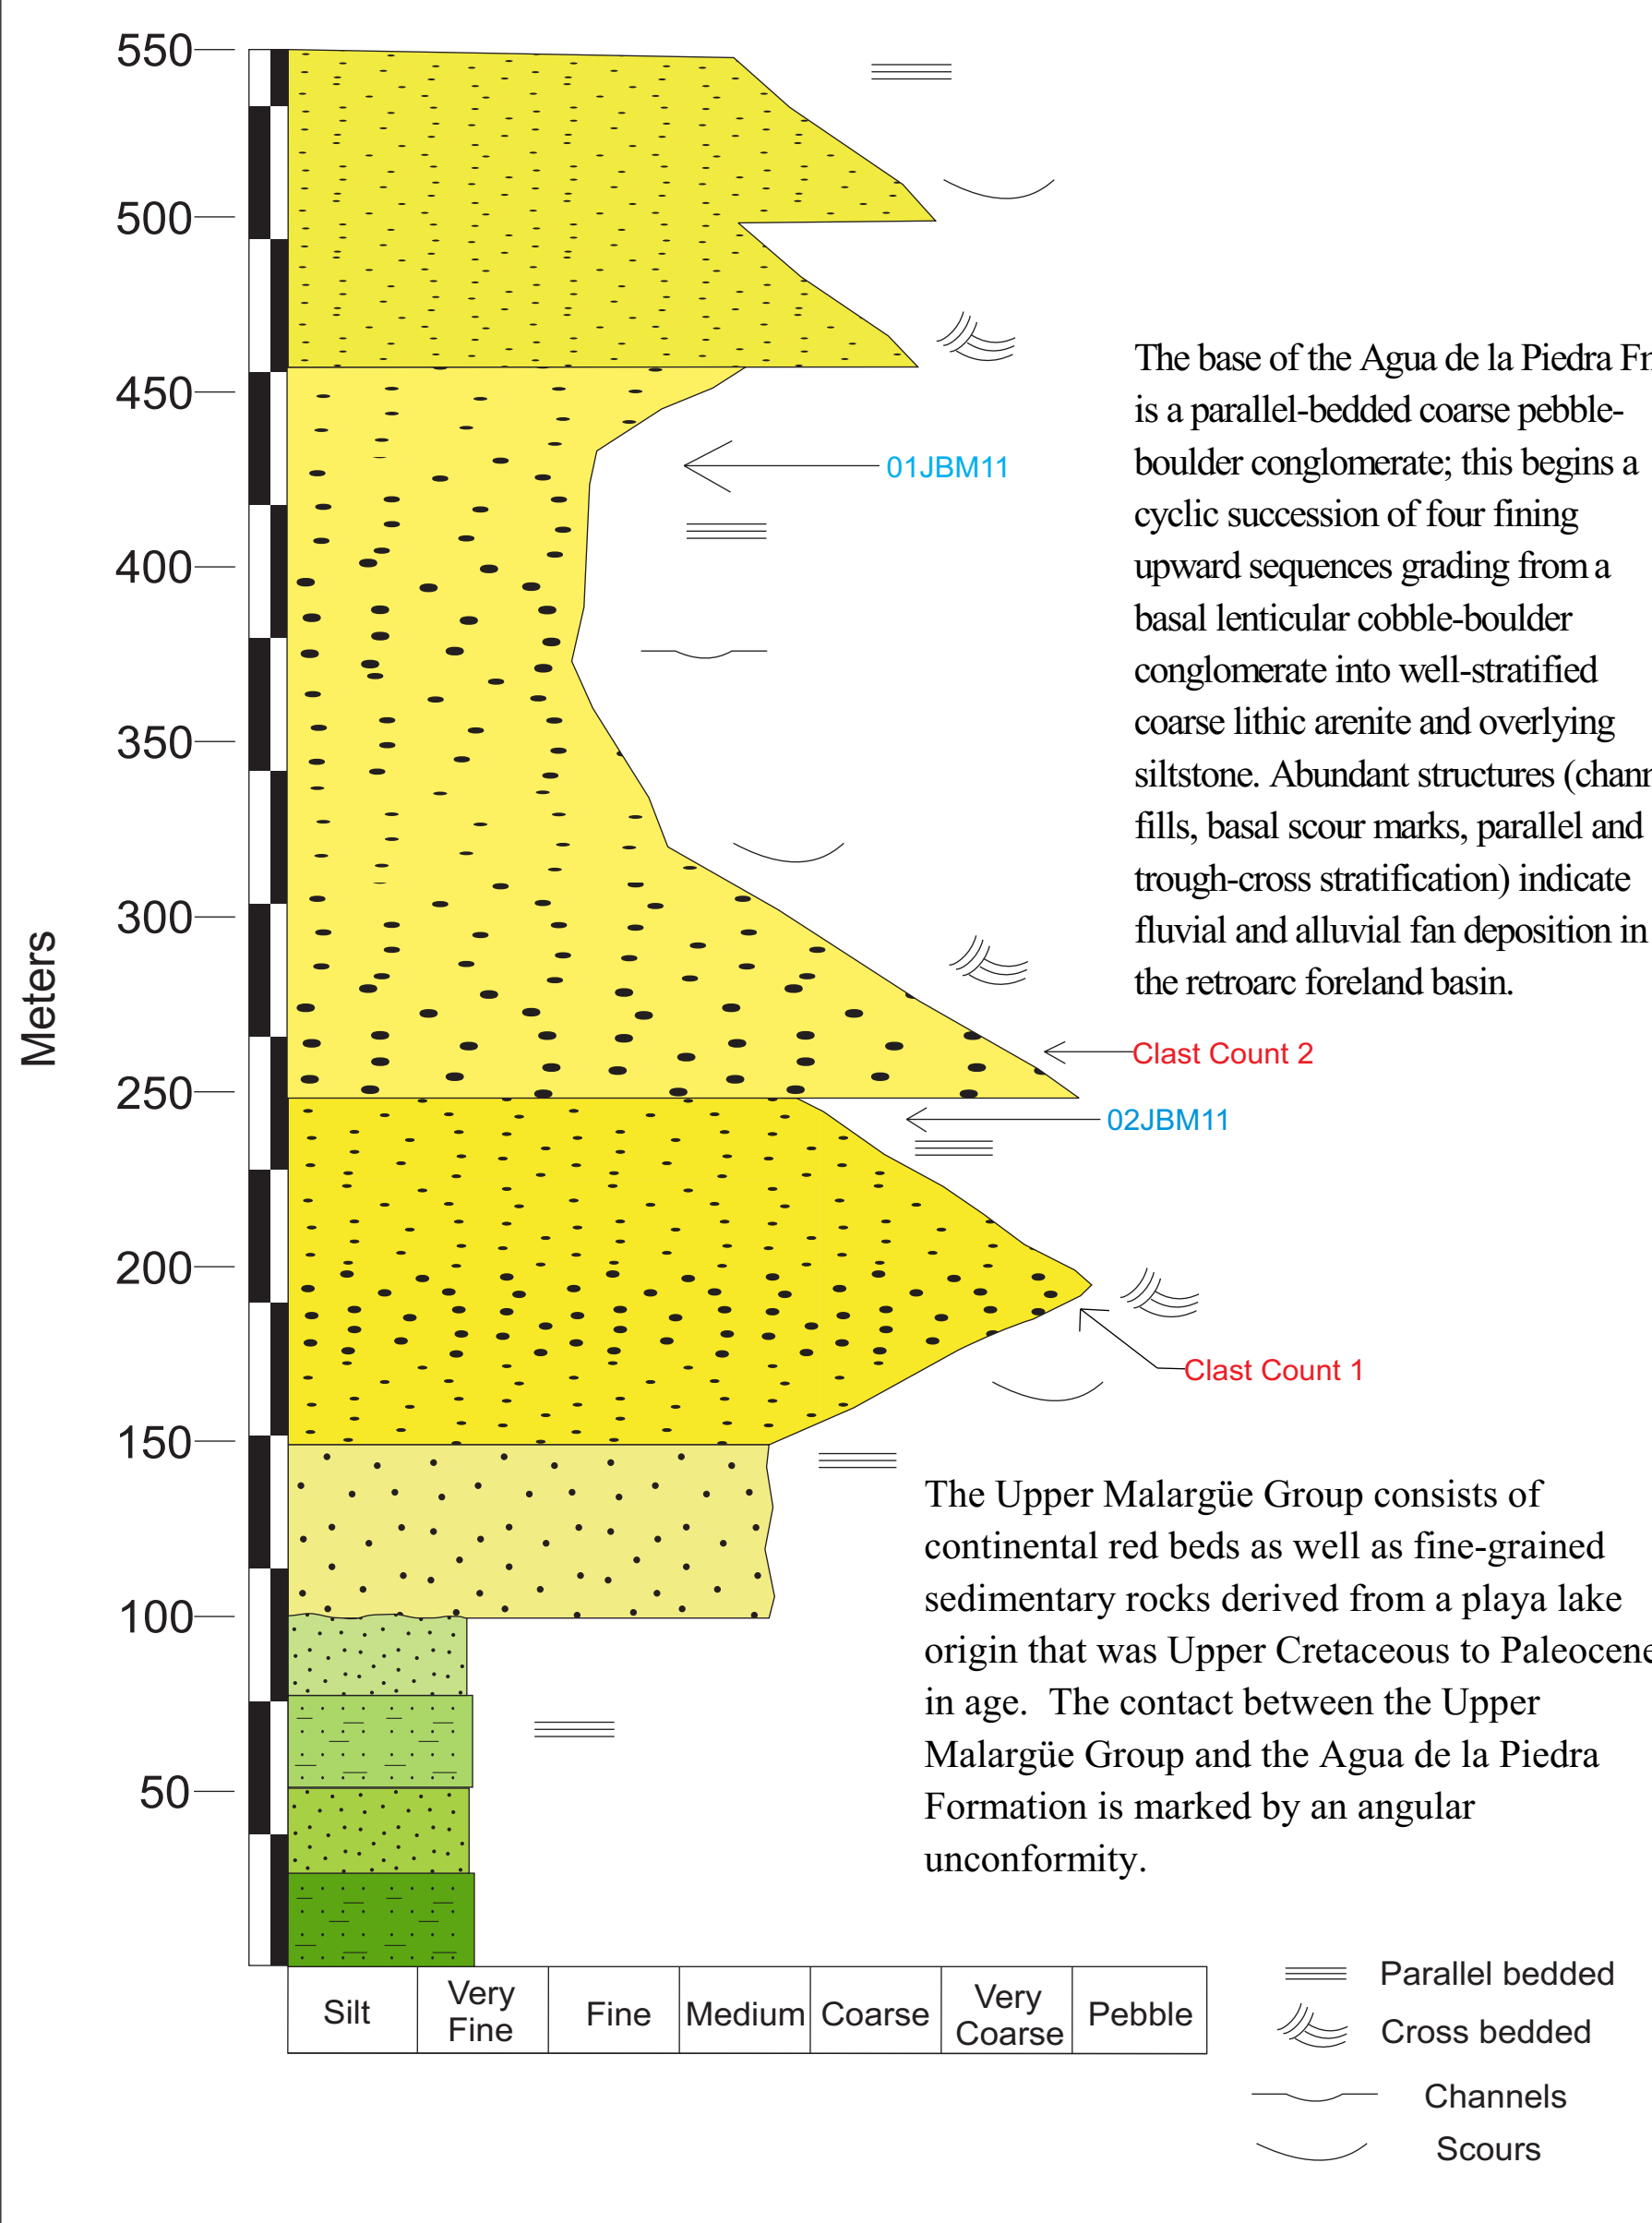 550
500
450
400
350
300
250
200
150
100
50
Meters
The base of the Agua de la Piedra Fm
is a parallel-bedded coarse pebble-
boulder conglomerate; this begins a
cyclic succession of four fining
upward sequences grading from a
basal lenticular cobble-boulder
conglomerate into well-stratified
coarse lithic arenite and overlying
siltstone. Abundant structures (chann
fills, basal scour marks, parallel and
trough-cross stratification) indicate
fluvial and alluvial fan deposition in
the retroarc foreland basin.
01JBM11
Clast Count 2
02JBM11
Clast Count 1
The Upper Malargüe Group consists of
continental red beds as well as fine-grained
sedimentary rocks derived from a playa lake
origin that was Upper Cretaceous to Paleocene
in age. The contact between the Upper
Malargüe Group and the Agua de la Piedra
Formation is marked by an angular
unconformity.
Silt
Very
Fine
Fine
Medium
Coarse
Very
Coarse
Pebble
Parallel bedded
Cross bedded
Channels
Scours